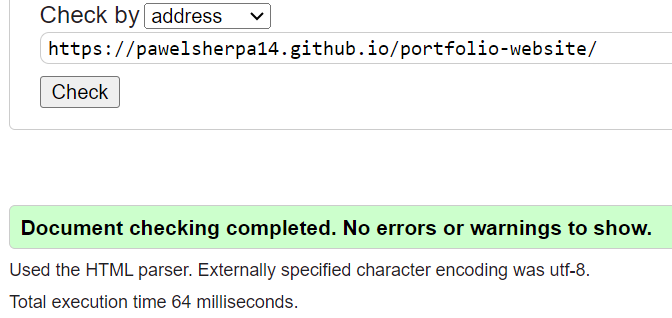 Check by address
https://pawelsherpa14.github.io/portfolio-website/
Check
Document checking completed. No errors or warnings to show.
Used the HTML parser. Externally specified character encoding was utf-8.
Total execution time 64 milliseconds.